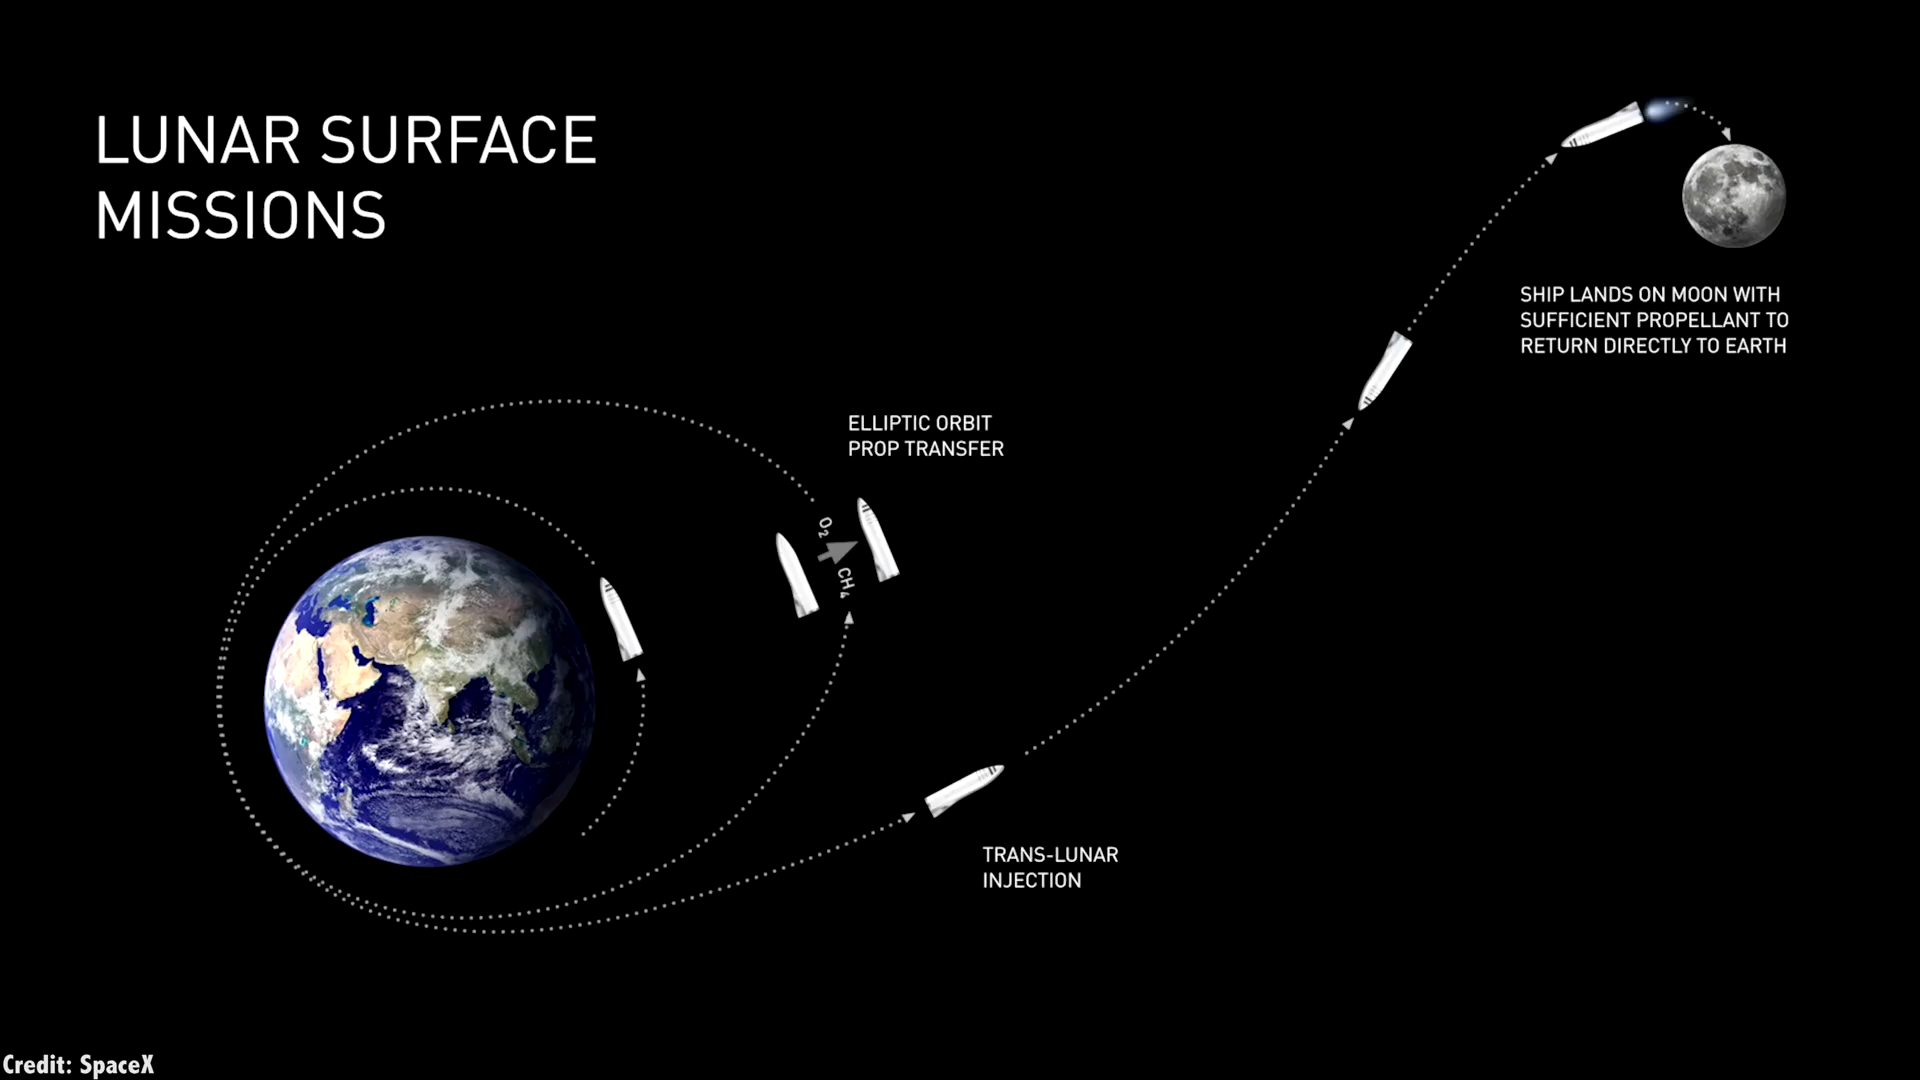 LUNAR SURFACE
MISSIONS
SHIP LANDS ON MOON WITH
SUFFICIENT PROPELLANT TO
RETURN DIRECTLY TO EARTH
ELLIPTIC ORBIT
PROP TRANSFER
O₂
CH₄
TRANS-LUNAR
INJECTION
Credit: SpaceX